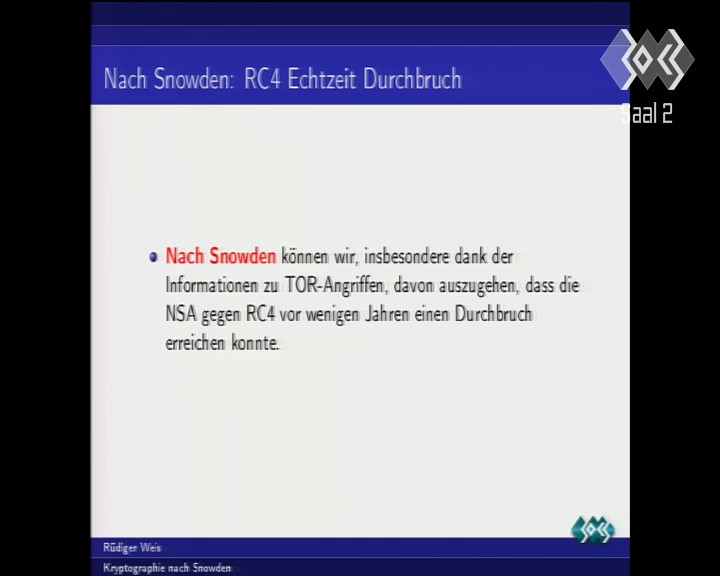 Nach Snowden: RC4 Echtzeit Durchbruch
Saal 2
Nach Snowden können wir, insbesondere dank der
Informationen zu TOR-Angriffen, davon auszugehen, dass die
NSA gegen RC4 vor wenigen Jahren einen Durchbruch
erreichen konnte.
Rüdiger Weis
Kryptographie nach Snowden